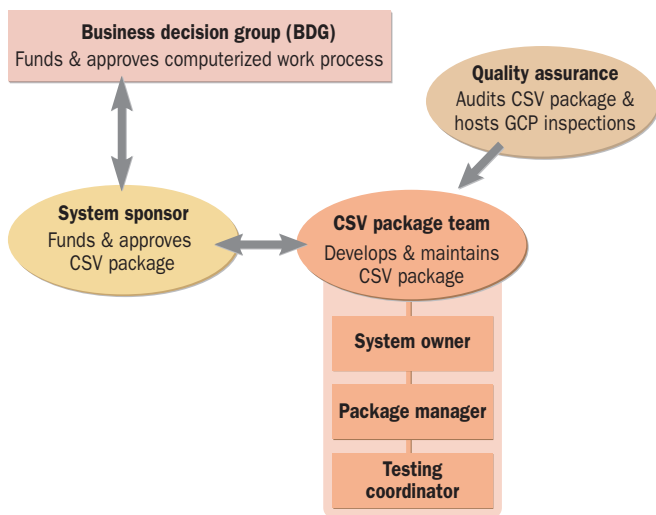 Business decision group (BDG)
Funds & approves computerized work process
Quality assurance
Audits CSV package &
hosts GCP inspections
System sponsor
Funds & approves
CSV package
CSV package team
Develops & maintains
CSV package
System owner
Package manager
Testing
coordinator